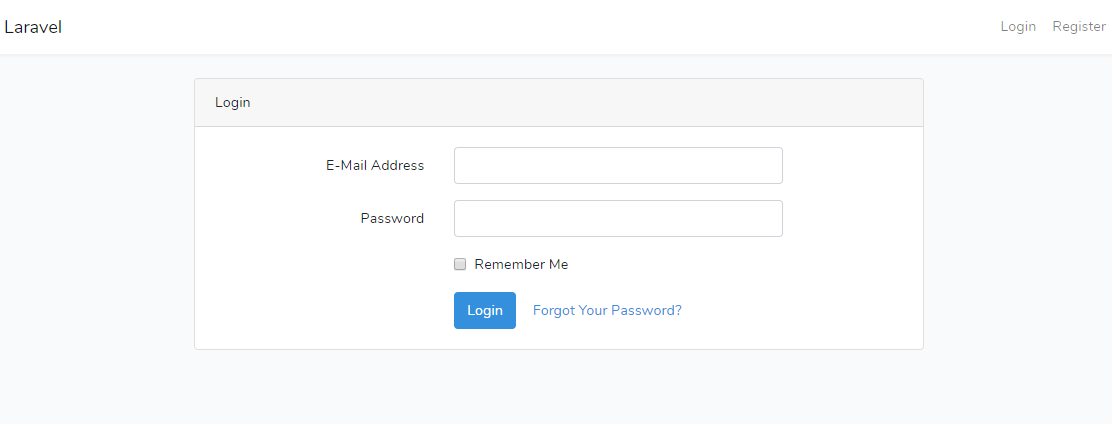 Laravel
Login Register
Login
E-Mail Address
Password
Remember Me
Login Forgot Your Password?